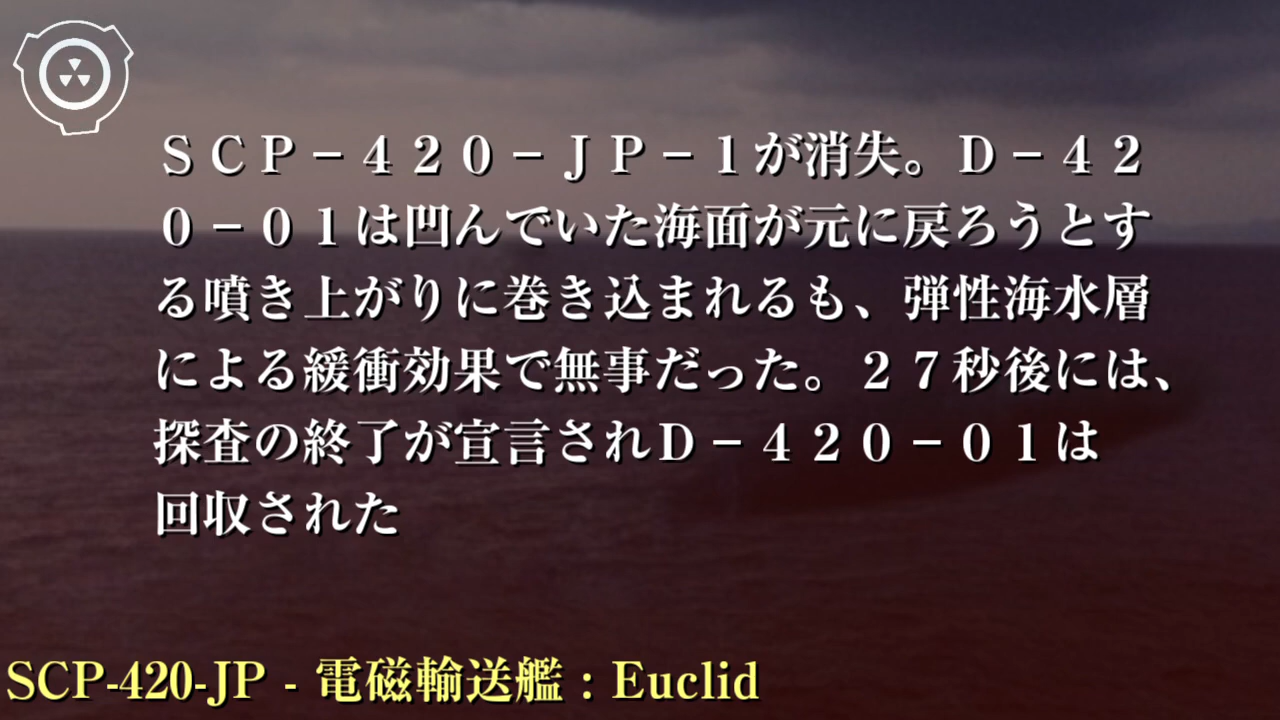 ＳＣＰ－４２０－ＪＰ－１が消失。Ｄ－４２
０－０１は凹んでいた海面が元に戻ろうとす
る噴き上がりに巻き込まれるも、弾性海水層
による緩衝効果で無事だった。２７秒後には、
探査の終了が宣言されＤ－４２０－０１は
回収された
SCP-420-JP - 電磁輸送艦 : Euclid